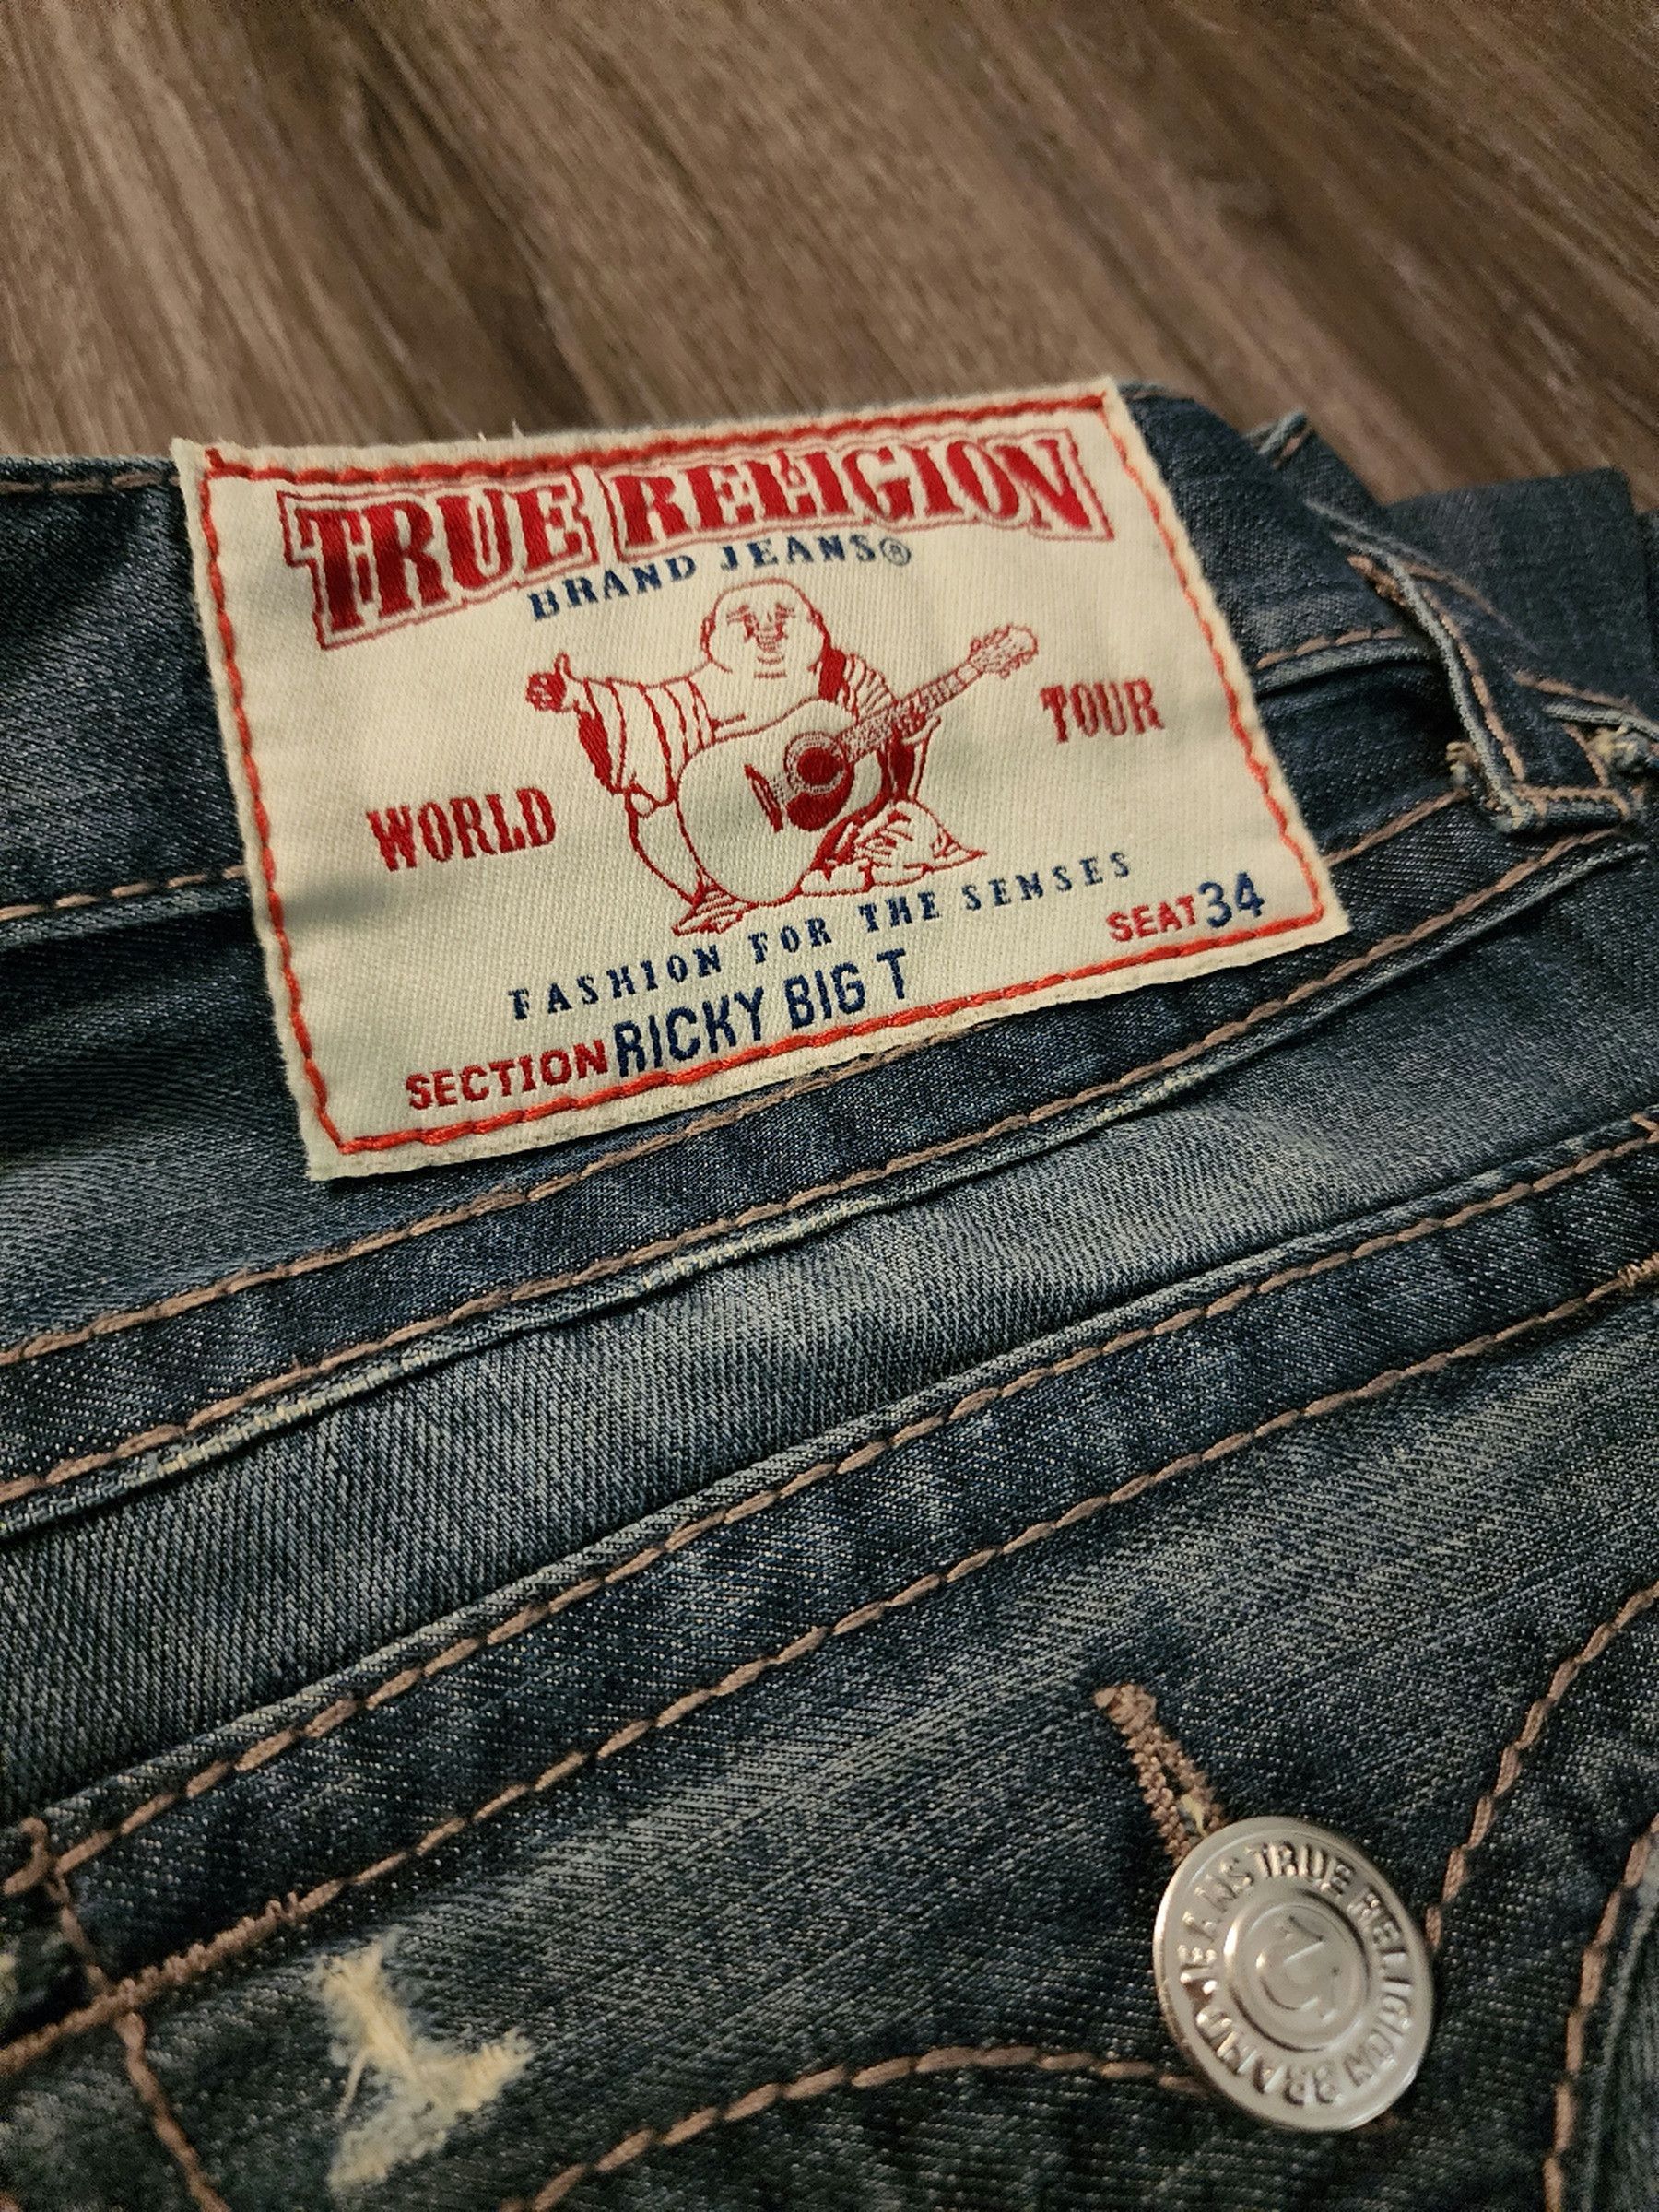 TRUE RELIGION
BRAND JEANS®
WORLD TOUR
FASHION FOR THE SENSES
SECTION RICKY BIG T SEAT 34
TRUE RELIGION BRAND JEANS